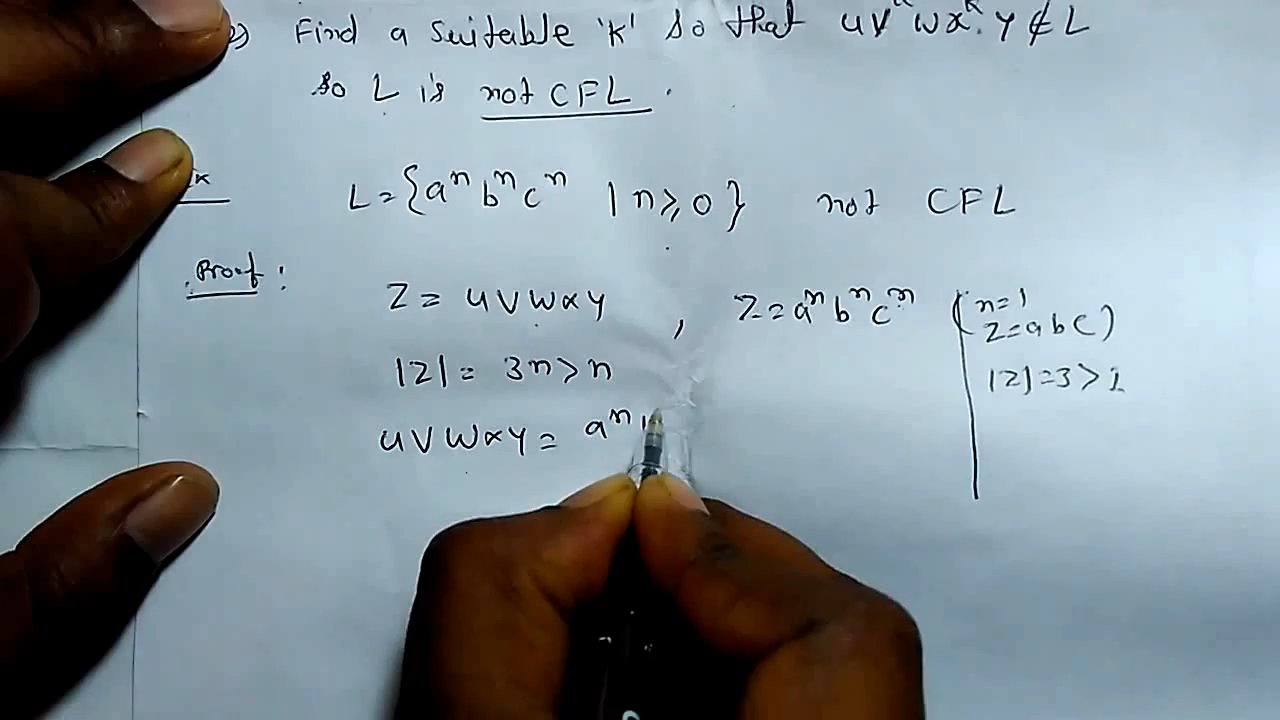 Find a suitable 'K' so that uv^k wx^k y ∉ L
so L is not CFL.
L = {a^n b^n c^n | n ≥ 0} not CFL
Proof:
Z = uvwxy , Z = a^n b^n c^n (n=1
Z=abc)
|Z| = 3n > n |Z| = 3 > 1
uvwxy = a^n